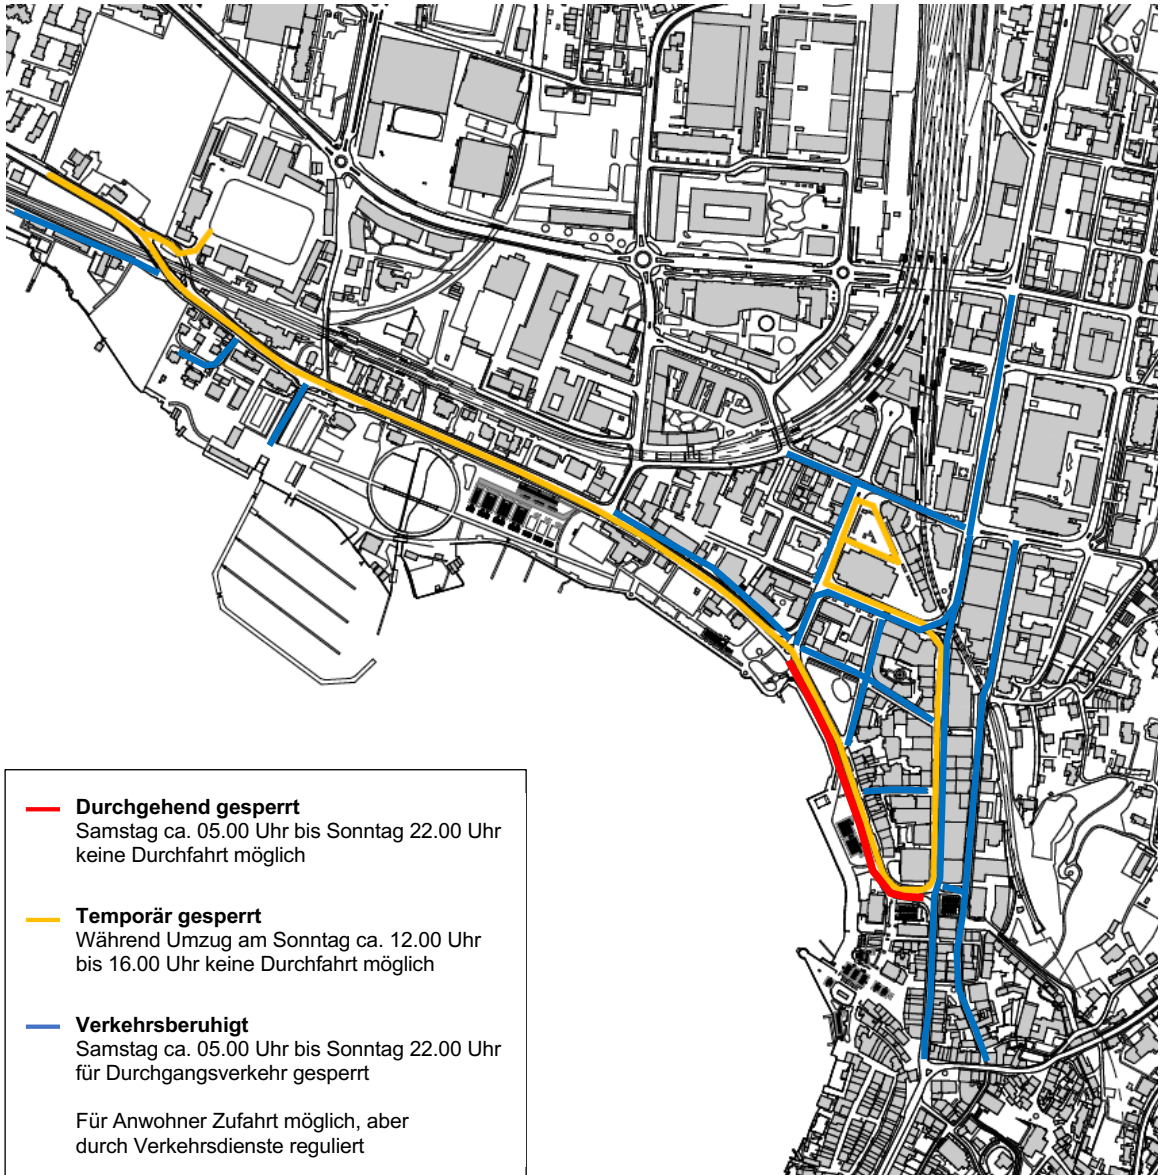 Durchgehend gesperrt
Samstag ca. 05.00 Uhr bis Sonntag 22.00 Uhr
keine Durchfahrt möglich
Temporär gesperrt
Während Umzug am Sonntag ca. 12.00 Uhr
bis 16.00 Uhr keine Durchfahrt möglich
Verkehrsberuhigt
Samstag ca. 05.00 Uhr bis Sonntag 22.00 Uhr
für Durchgangsverkehr gesperrt
Für Anwohner Zufahrt möglich, aber
durch Verkehrsdienste reguliert